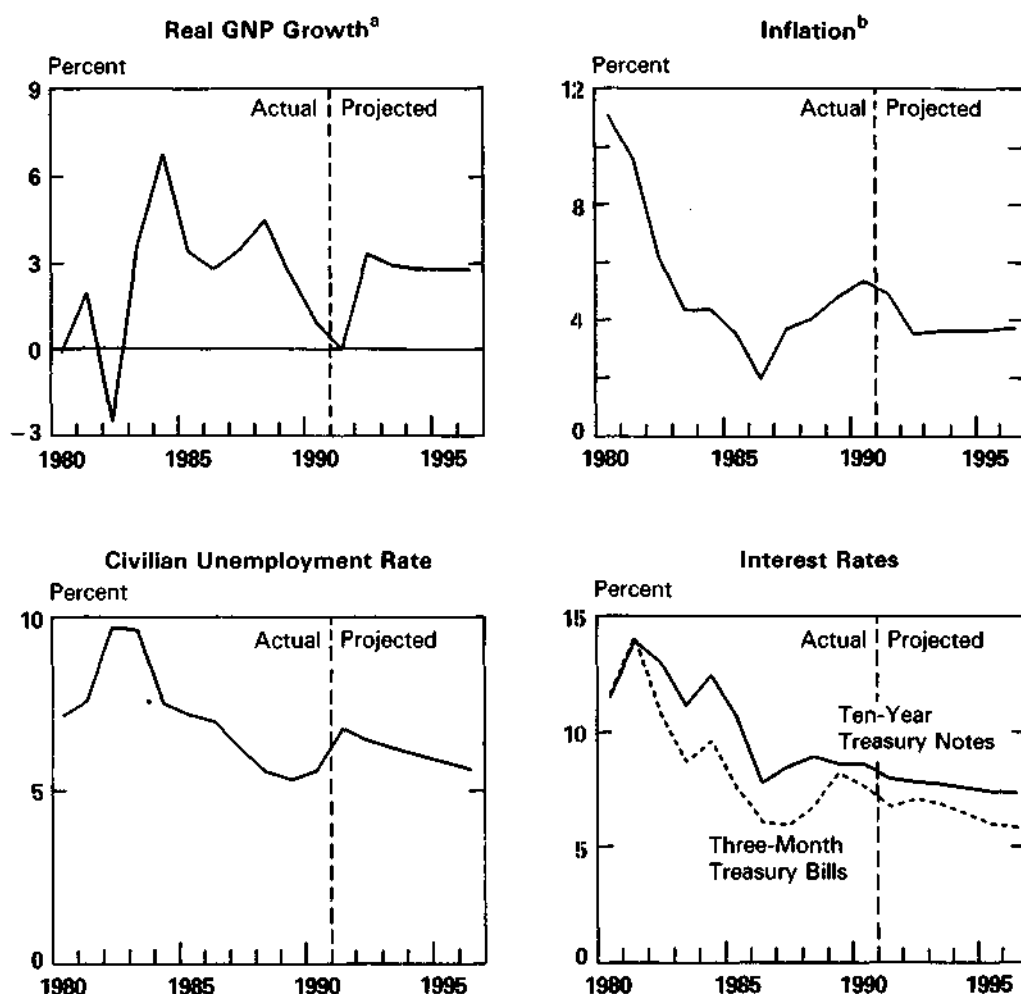 Real GNP Growthᵃ
Percent
9
Actual Projected
6
3
0
-3
1980 1985 1990 1995
Inflationᵇ
Percent
12
Actual Projected
8
4
0
1980 1985 1990 1995
Civilian Unemployment Rate
Percent
10
Actual Projected
5
0
1980 1985 1990 1995
Interest Rates
Percent
15
Actual Projected
10
Ten-Year
Treasury Notes
5
Three-Month
Treasury Bills
0
1980 1985 1990 1995